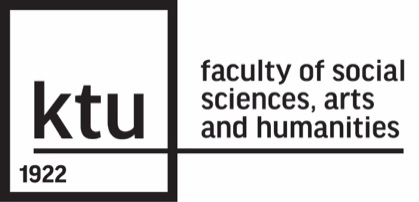 ktu
1922
faculty of social
sciences, arts
and humanities